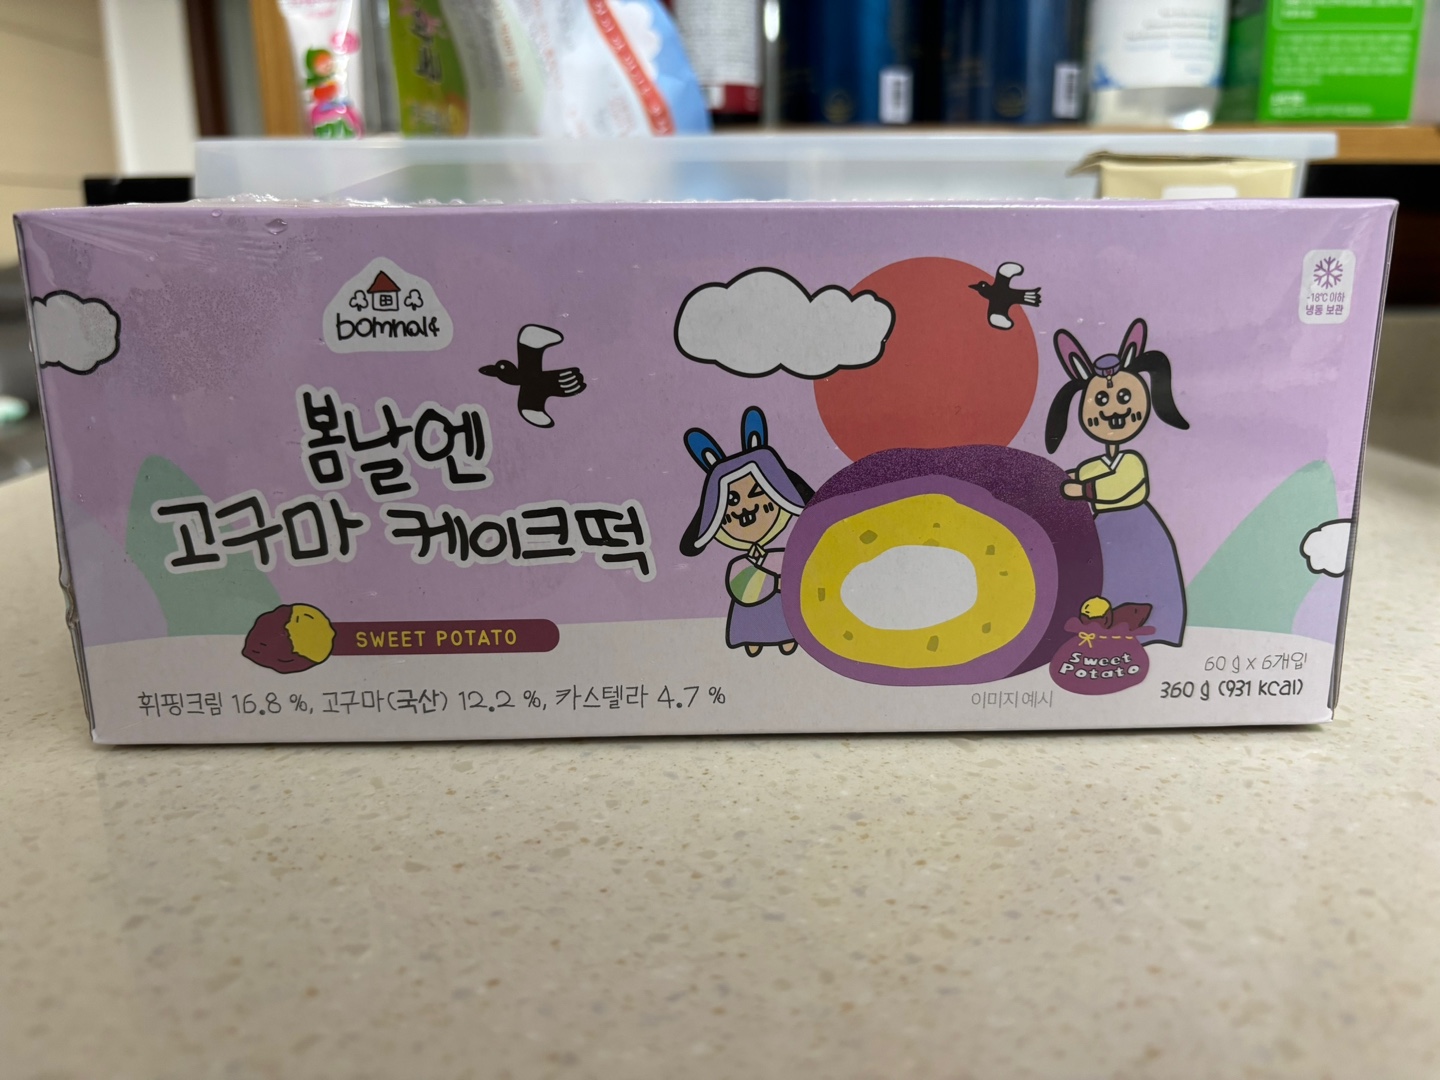 bomnal
-18℃ 이하
냉동 보관
봄날엔
고구마 케이크떡
SWEET POTATO
Sweet
Potato
60 g x 6개입
360 g (931 kcal)
휘핑크림 16.8 %, 고구마(국산) 12.2 %, 카스텔라 4.7 %
이미지 예시